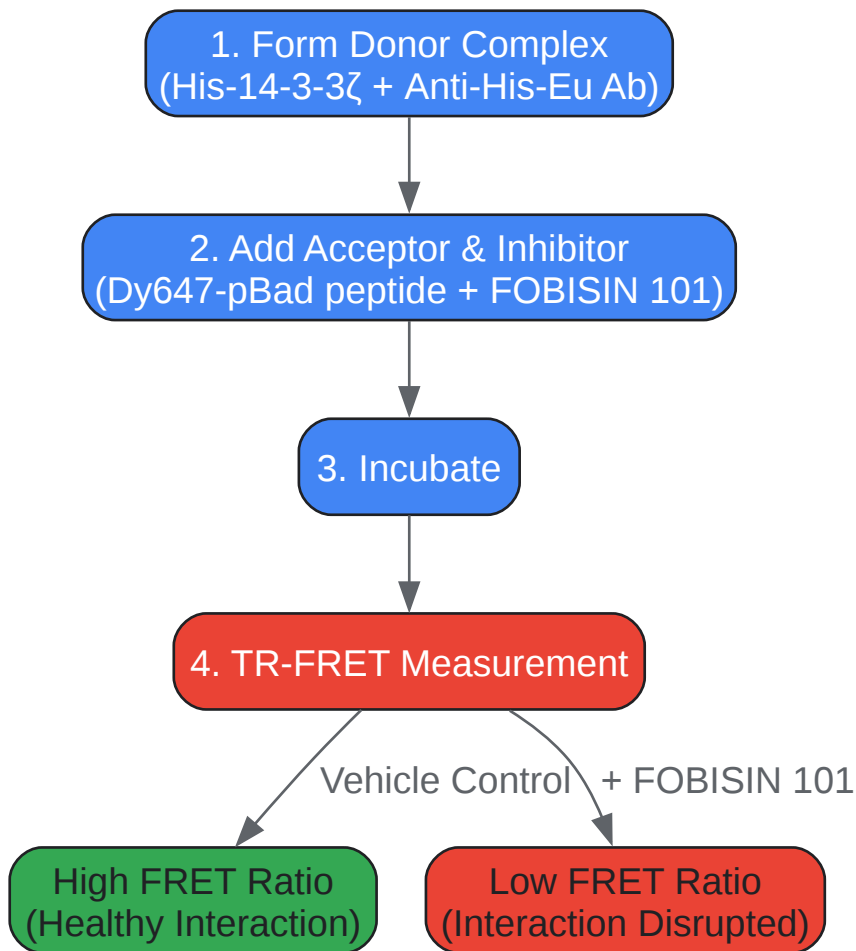 1. Form Donor Complex
(His-14-3-3ζ + Anti-His-Eu Ab)
2. Add Acceptor & Inhibitor
(Dy647-pBad peptide + FOBISIN 101)
3. Incubate
4. TR-FRET Measurement
Vehicle Control
+ FOBISIN 101
High FRET Ratio
(Healthy Interaction)
Low FRET Ratio
(Interaction Disrupted)